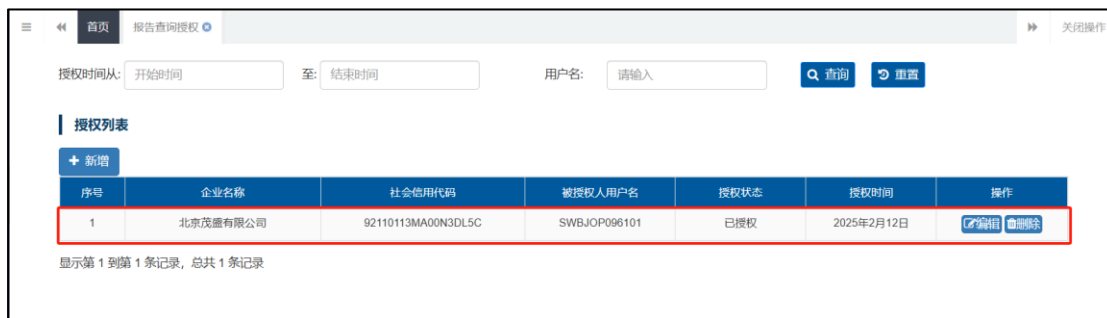 首页 报告查询授权 关闭操作
授权时间从: 开始时间 至: 结束时间 用户名: 请输入 查询 重置
授权列表
+ 新增
序号 企业名称 社会信用代码 被授权人用户名 授权状态 授权时间 操作
1 北京茂盛有限公司 92110113MA00N3DL5C SWBJOP096101 已授权 2025年2月12日 编辑 删除
显示第 1 到第 1 条记录，总共 1 条记录